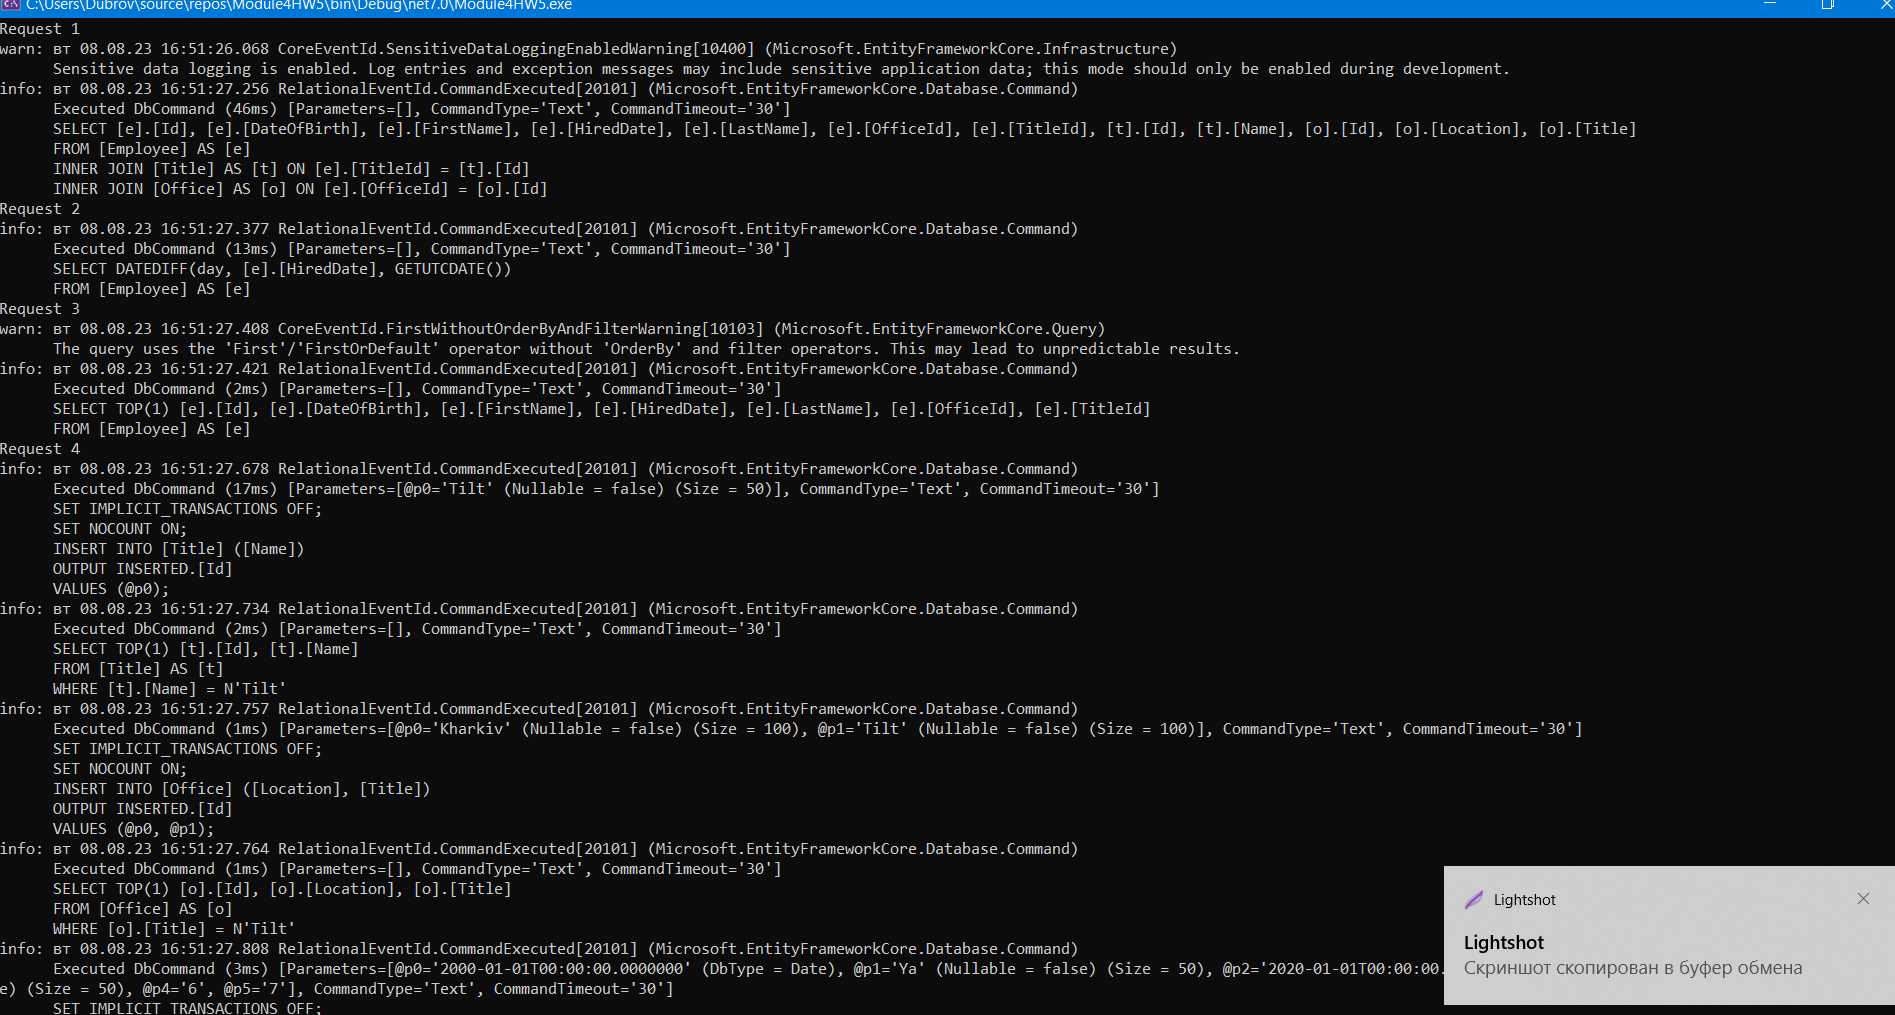 C:\Users\Dubrov\source\repos\Module4HW5\bin\Debug\net7.0\Module4HW5.exe
Request 1
warn: вт 08.08.23 16:51:26.068 CoreEventId.SensitiveDataLoggingEnabledWarning[10400] (Microsoft.EntityFrameworkCore.Infrastructure)
Sensitive data logging is enabled. Log entries and exception messages may include sensitive application data; this mode should only be enabled during development.
info: вт 08.08.23 16:51:27.256 RelationalEventId.CommandExecuted[20101] (Microsoft.EntityFrameworkCore.Database.Command)
Executed DbCommand (46ms) [Parameters=[], CommandType='Text', CommandTimeout='30']
SELECT [e].[Id], [e].[DateOfBirth], [e].[FirstName], [e].[HiredDate], [e].[LastName], [e].[OfficeId], [e].[TitleId], [t].[Id], [t].[Name], [o].[Id], [o].[Location], [o].[Title]
FROM [Employee] AS [e]
INNER JOIN [Title] AS [t] ON [e].[TitleId] = [t].[Id]
INNER JOIN [Office] AS [o] ON [e].[OfficeId] = [o].[Id]
Request 2
info: вт 08.08.23 16:51:27.377 RelationalEventId.CommandExecuted[20101] (Microsoft.EntityFrameworkCore.Database.Command)
Executed DbCommand (13ms) [Parameters=[], CommandType='Text', CommandTimeout='30']
SELECT DATEDIFF(day, [e].[HiredDate], GETUTCDATE())
FROM [Employee] AS [e]
Request 3
warn: вт 08.08.23 16:51:27.408 CoreEventId.FirstWithoutOrderByAndFilterWarning[10103] (Microsoft.EntityFrameworkCore.Query)
The query uses the 'First'/'FirstOrDefault' operator without 'OrderBy' and filter operators. This may lead to unpredictable results.
info: вт 08.08.23 16:51:27.421 RelationalEventId.CommandExecuted[20101] (Microsoft.EntityFrameworkCore.Database.Command)
Executed DbCommand (2ms) [Parameters=[], CommandType='Text', CommandTimeout='30']
SELECT TOP(1) [e].[Id], [e].[DateOfBirth], [e].[FirstName], [e].[HiredDate], [e].[LastName], [e].[OfficeId], [e].[TitleId]
FROM [Employee] AS [e]
Request 4
info: вт 08.08.23 16:51:27.678 RelationalEventId.CommandExecuted[20101] (Microsoft.EntityFrameworkCore.Database.Command)
Executed DbCommand (17ms) [Parameters=[@p0='Tilt' (Nullable = false) (Size = 50)], CommandType='Text', CommandTimeout='30']
SET IMPLICIT_TRANSACTIONS OFF;
SET NOCOUNT ON;
INSERT INTO [Title] ([Name])
OUTPUT INSERTED.[Id]
VALUES (@p0);
info: вт 08.08.23 16:51:27.734 RelationalEventId.CommandExecuted[20101] (Microsoft.EntityFrameworkCore.Database.Command)
Executed DbCommand (2ms) [Parameters=[], CommandType='Text', CommandTimeout='30']
SELECT TOP(1) [t].[Id], [t].[Name]
FROM [Title] AS [t]
WHERE [t].[Name] = N'Tilt'
info: вт 08.08.23 16:51:27.757 RelationalEventId.CommandExecuted[20101] (Microsoft.EntityFrameworkCore.Database.Command)
Executed DbCommand (1ms) [Parameters=[@p0='Kharkiv' (Nullable = false) (Size = 100), @p1='Tilt' (Nullable = false) (Size = 100)], CommandType='Text', CommandTimeout='30']
SET IMPLICIT_TRANSACTIONS OFF;
SET NOCOUNT ON;
INSERT INTO [Office] ([Location], [Title])
OUTPUT INSERTED.[Id]
VALUES (@p0, @p1);
info: вт 08.08.23 16:51:27.764 RelationalEventId.CommandExecuted[20101] (Microsoft.EntityFrameworkCore.Database.Command)
Executed DbCommand (1ms) [Parameters=[], CommandType='Text', CommandTimeout='30']
SELECT TOP(1) [o].[Id], [o].[Location], [o].[Title]
FROM [Office] AS [o]
WHERE [o].[Title] = N'Tilt'
info: вт 08.08.23 16:51:27.808 RelationalEventId.CommandExecuted[20101] (Microsoft.EntityFrameworkCore.Database.Command)
Executed DbCommand (3ms) [Parameters=[@p0='2000-01-01T00:00:00.0000000' (DbType = Date), @p1='Ya' (Nullable = false) (Size = 50), @p2='2020-01-01T00:00:00.
e) (Size = 50), @p4='6', @p5='7'], CommandType='Text', CommandTimeout='30']
SET IMPLICIT_TRANSACTIONS OFF;
Lightshot
Lightshot
Скриншот скопирован в буфер обмена